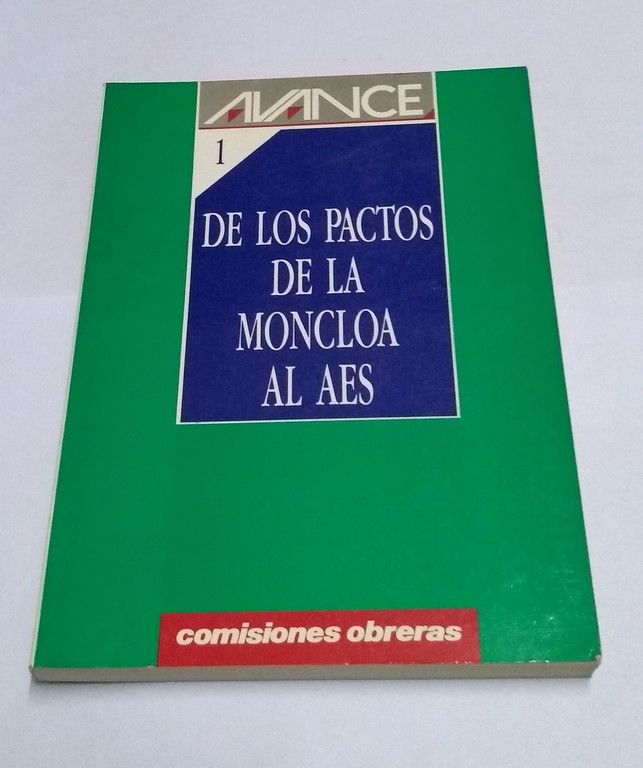 AVANCE
1
DE LOS PACTOS
DE LA
MONCLOA
AL AES
comisiones obreras